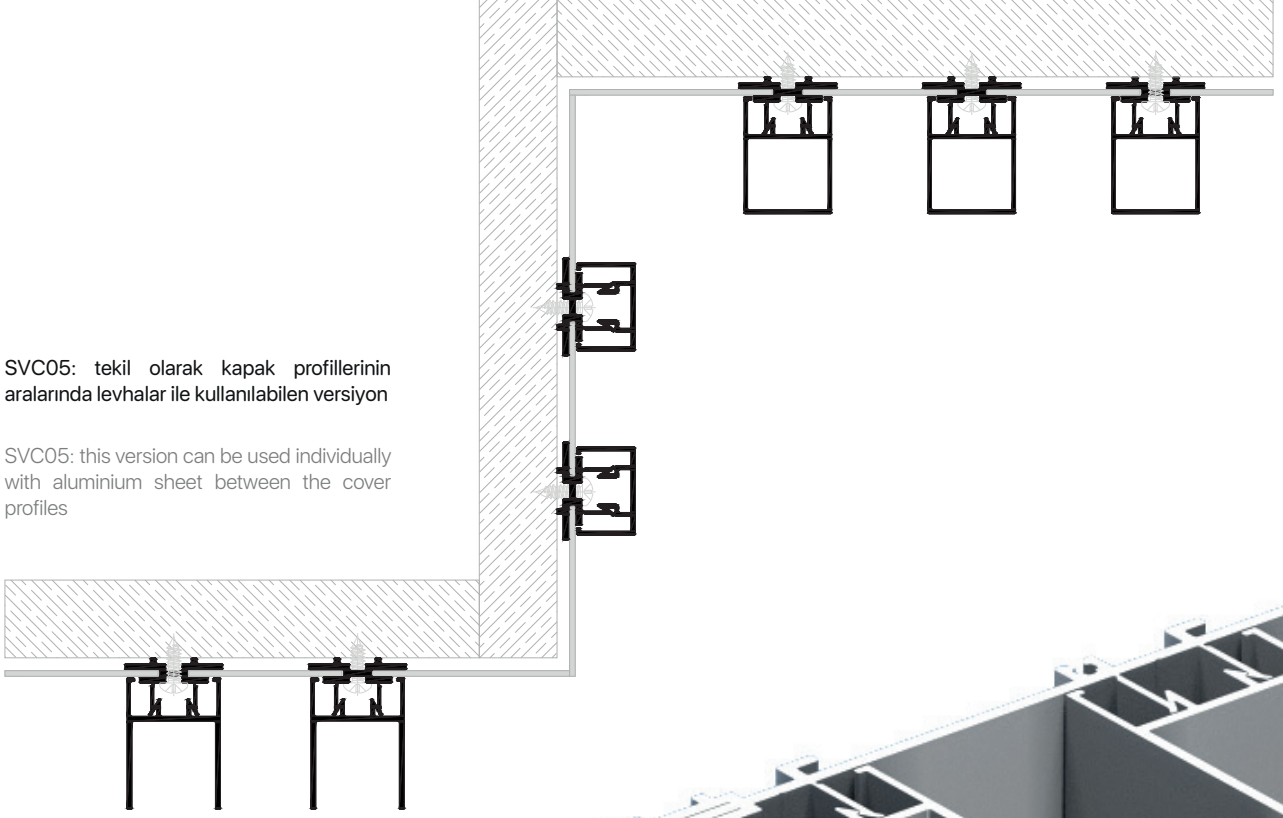 SVC05: tekil olarak kapak profillerinin
aralarında levhalar ile kullanılabilen versiyon
SVC05: this version can be used individually
with aluminium sheet between the cover
profiles